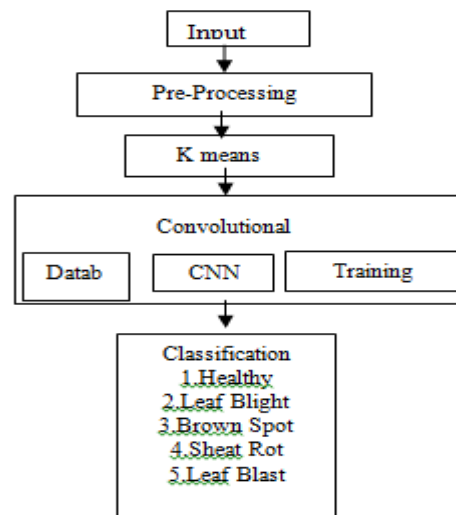 Input
Pre-Processing
K means
Convolutional
Datab
CNN
Training
Classification
1.Healthy
2.Leaf Blight
3.Brown Spot
4.Sheat Rot
5.Leaf Blast